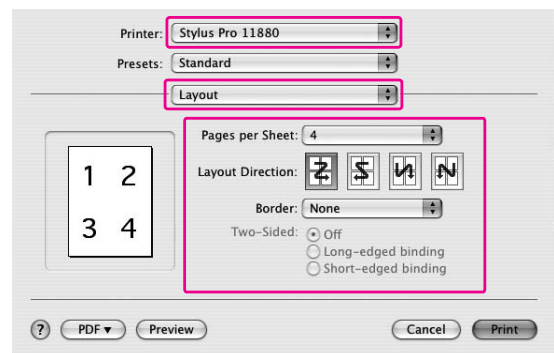 Printer: Stylus Pro 11880
Presets: Standard
Layout
Pages per Sheet: 4
Layout Direction:
Border: None
Two-Sided: Off
Long-edged binding
Short-edged binding
1 2
3 4
? PDF▼ Preview Cancel Print